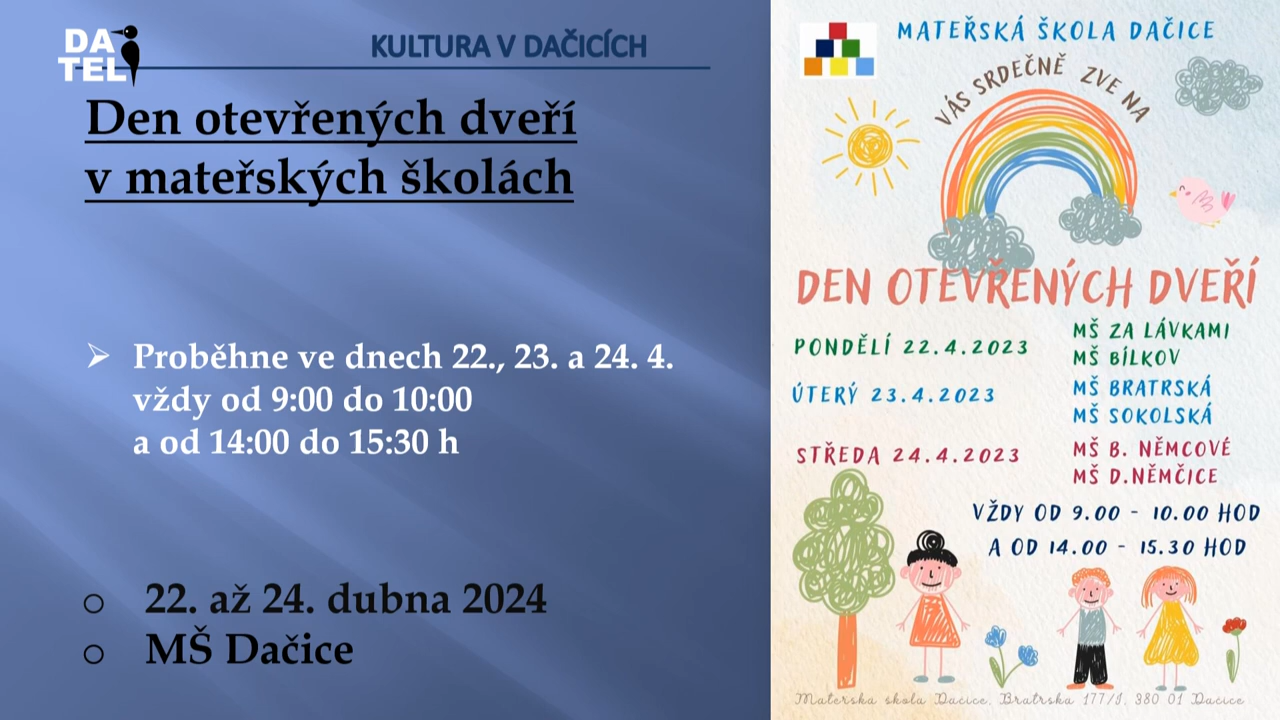 DA
TEL
KULTURA V DAČICÍCH
Den otevřených dveří
v mateřských školách
Proběhne ve dnech 22., 23. a 24. 4.
vždy od 9:00 do 10:00
a od 14:00 do 15:30 h
22. až 24. dubna 2024
MŠ Dačice
MATEŘSKÁ ŠKOLA DAČICE
VÁS SRDEČNĚ ZVE NA
DEN OTEVŘENÝCH DVEŘÍ
PONDĚLÍ 22.4.2023
MŠ ZA LÁVKAMI
MŠ BÍLKOV
ÚTERÝ 23.4.2023
MŠ BRATRSKÁ
MŠ SOKOLSKÁ
STŘEDA 24.4.2023
MŠ B. NĚMCOVÉ
MŠ D.NĚMČICE
VŽDY OD 9.00 - 10.00 HOD
A OD 14.00 - 15.30 HOD
Mateřská škola Dačice, Bratrská 177/I, 380 01 Dačice